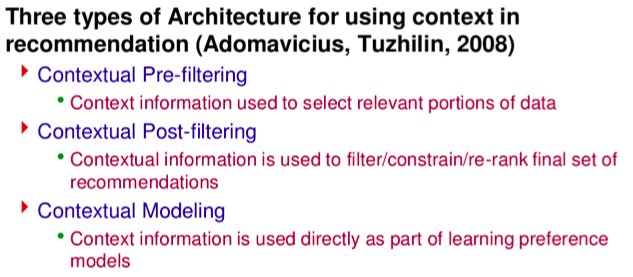 Three types of Architecture for using context in
recommendation (Adomavicius, Tuzhilin, 2008)
Contextual Pre-filtering
• Context information used to select relevant portions of data
Contextual Post-filtering
• Contextual information is used to filter/constrain/re-rank final set of
recommendations
Contextual Modeling
• Context information is used directly as part of learning preference
models